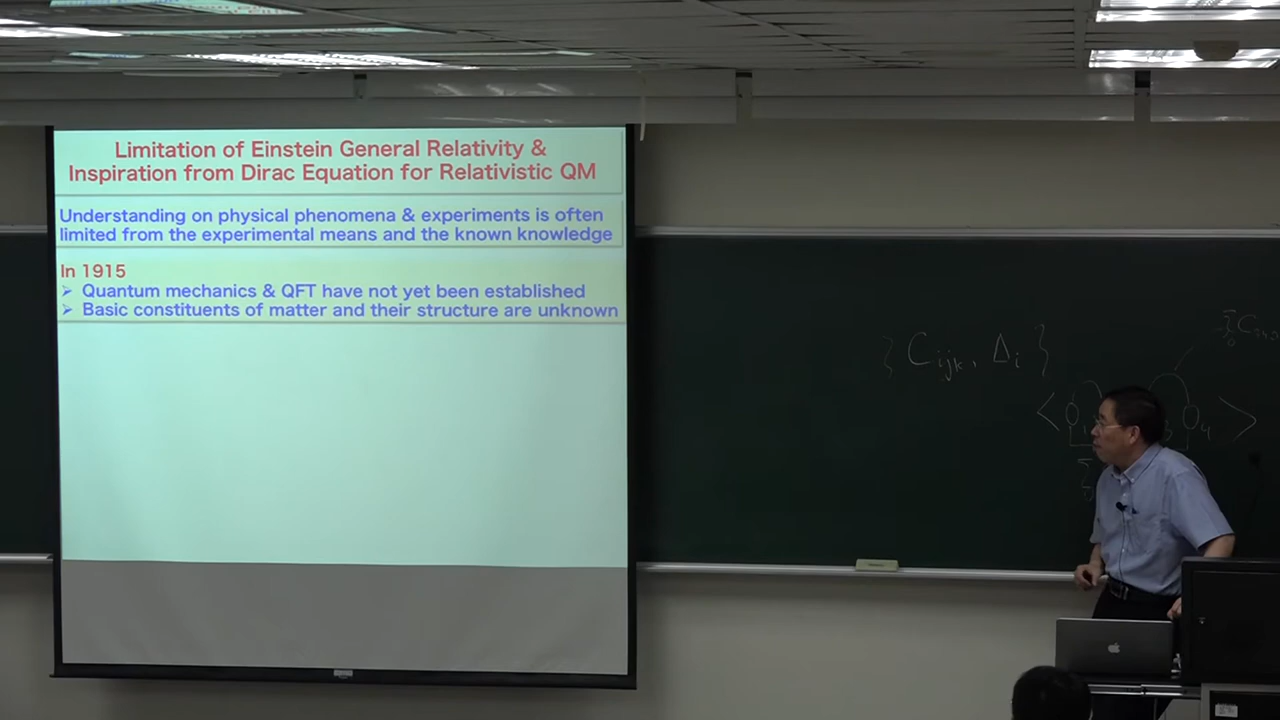 Limitation of Einstein General Relativity &
Inspiration from Dirac Equation for Relativistic QM
Understanding on physical phenomena & experiments is often
limited from the experimental means and the known knowledge
In 1915
➢ Quantum mechanics & QFT have not yet been established
➢ Basic constituents of matter and their structure are unknown
{ Cijk, Δi }